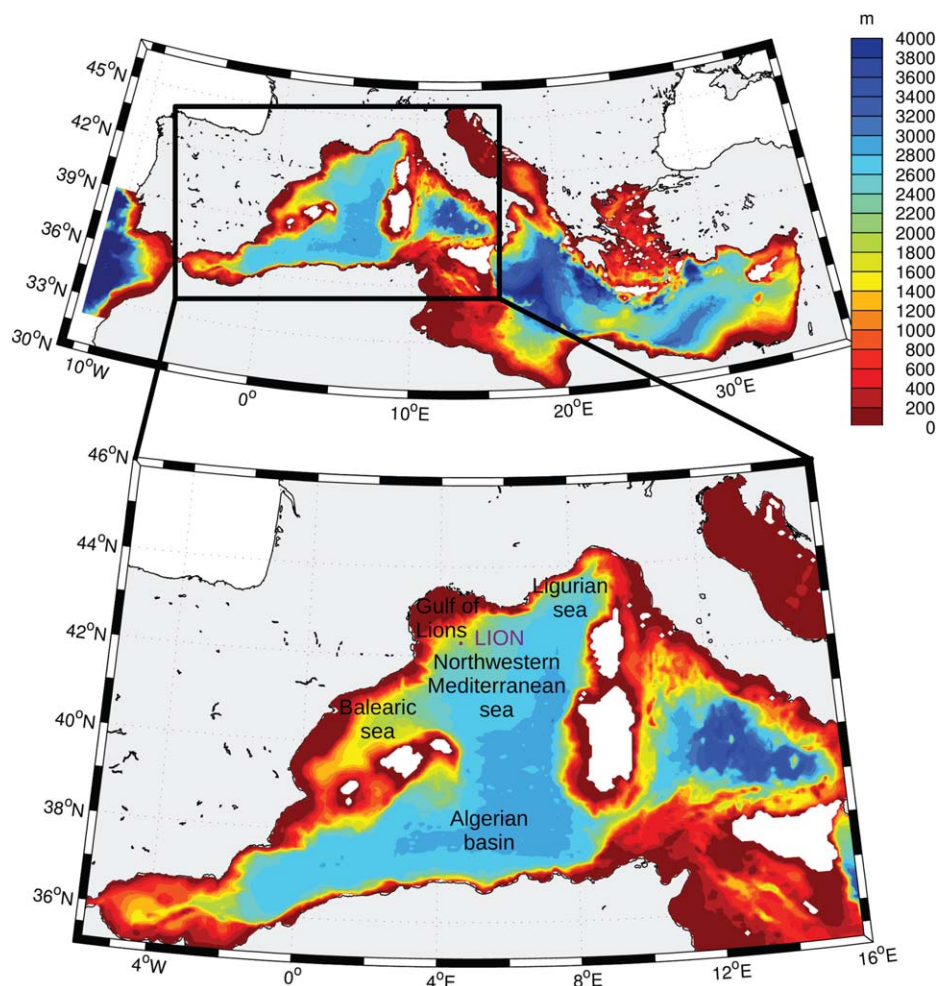 m
4000
3800
3600
3400
3200
3000
2800
2600
2400
2200
2000
1800
1600
1400
1200
1000
800
600
400
200
0
45°N
42°N
39°N
36°N
33°N
30°N
10°W
0°
10°E
20°E
30°E
46°N
44°N
42°N
40°N
38°N
36°N
4°W
0°
4°E
8°E
12°E
16°E
Ligurian
sea
Gulf of
Lions
LION
Northwestern
Mediterranean
sea
Balearic
sea
Algerian
basin